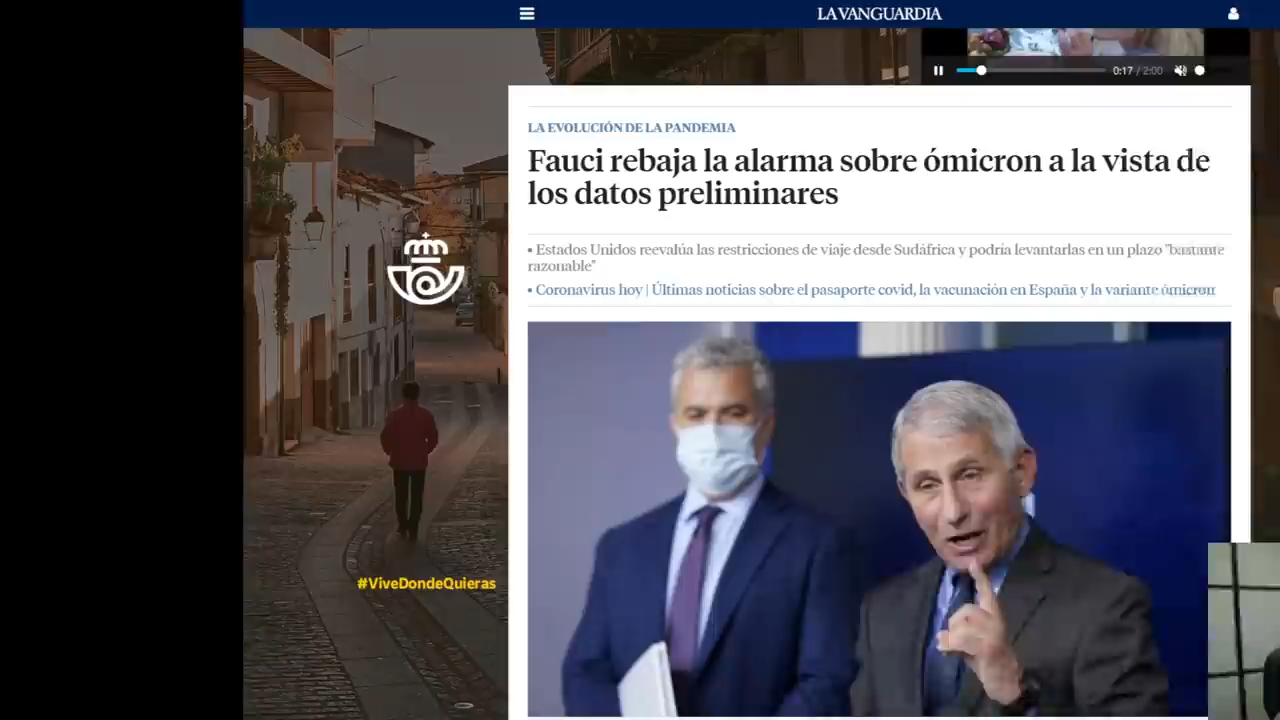 LA VANGUARDIA
0:17 / 2:00
LA EVOLUCIÓN DE LA PANDEMIA
Fauci rebaja la alarma sobre ómicron a la vista de
los datos preliminares
▪ Estados Unidos reevalúa las restricciones de viaje desde Sudáfrica y podría levantarlas en un plazo "bastante
razonable"
▪ Coronavirus hoy | Últimas noticias sobre el pasaporte covid, la vacunación en España y la variante ómicron
#ViveDondeQuieras